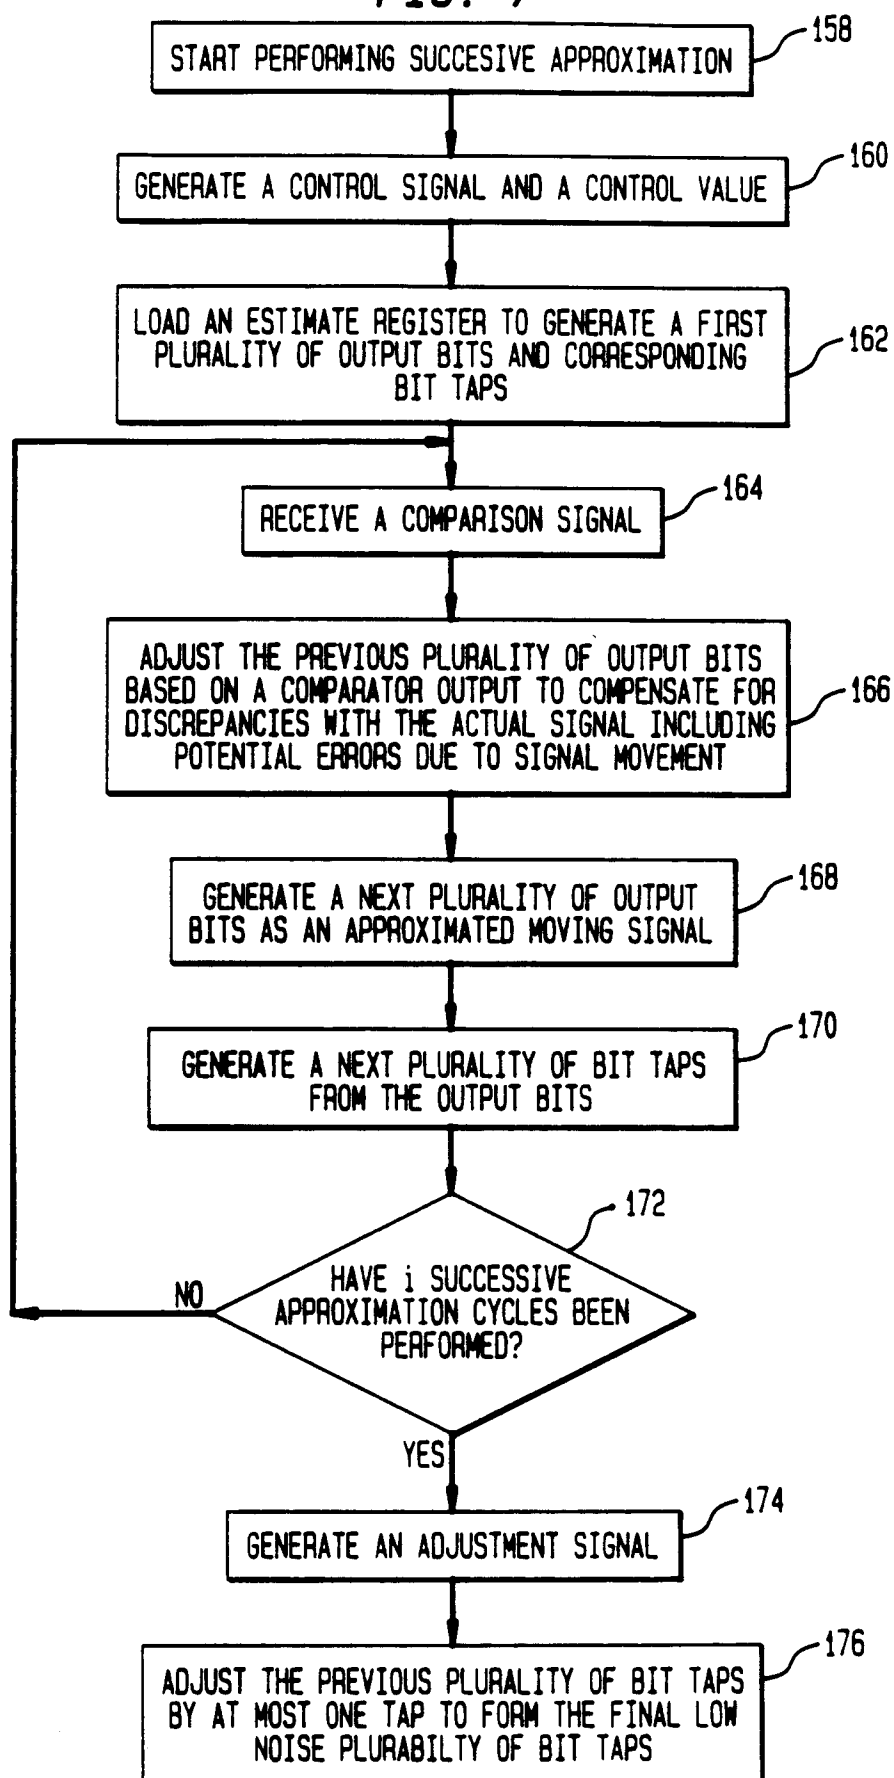 158
START PERFORMING SUCCESIVE APPROXIMATION
160
GENERATE A CONTROL SIGNAL AND A CONTROL VALUE
LOAD AN ESTIMATE REGISTER TO GENERATE A FIRST
PLURALITY OF OUTPUT BITS AND CORRESPONDING
BIT TAPS
162
164
RECEIVE A COMPARISON SIGNAL
ADJUST THE PREVIOUS PLURALITY OF OUTPUT BITS
BASED ON A COMPARATOR OUTPUT TO COMPENSATE FOR
DISCREPANCIES WITH THE ACTUAL SIGNAL INCLUDING
POTENTIAL ERRORS DUE TO SIGNAL MOVEMENT
166
168
GENERATE A NEXT PLURALITY OF OUTPUT
BITS AS AN APPROXIMATED MOVING SIGNAL
170
GENERATE A NEXT PLURALITY OF BIT TAPS
FROM THE OUTPUT BITS
172
HAVE i SUCCESSIVE
APPROXIMATION CYCLES BEEN
PERFORMED?
NO
YES
174
GENERATE AN ADJUSTMENT SIGNAL
176
ADJUST THE PREVIOUS PLURALITY OF BIT TAPS
BY AT MOST ONE TAP TO FORM THE FINAL LOW
NOISE PLURABILTY OF BIT TAPS